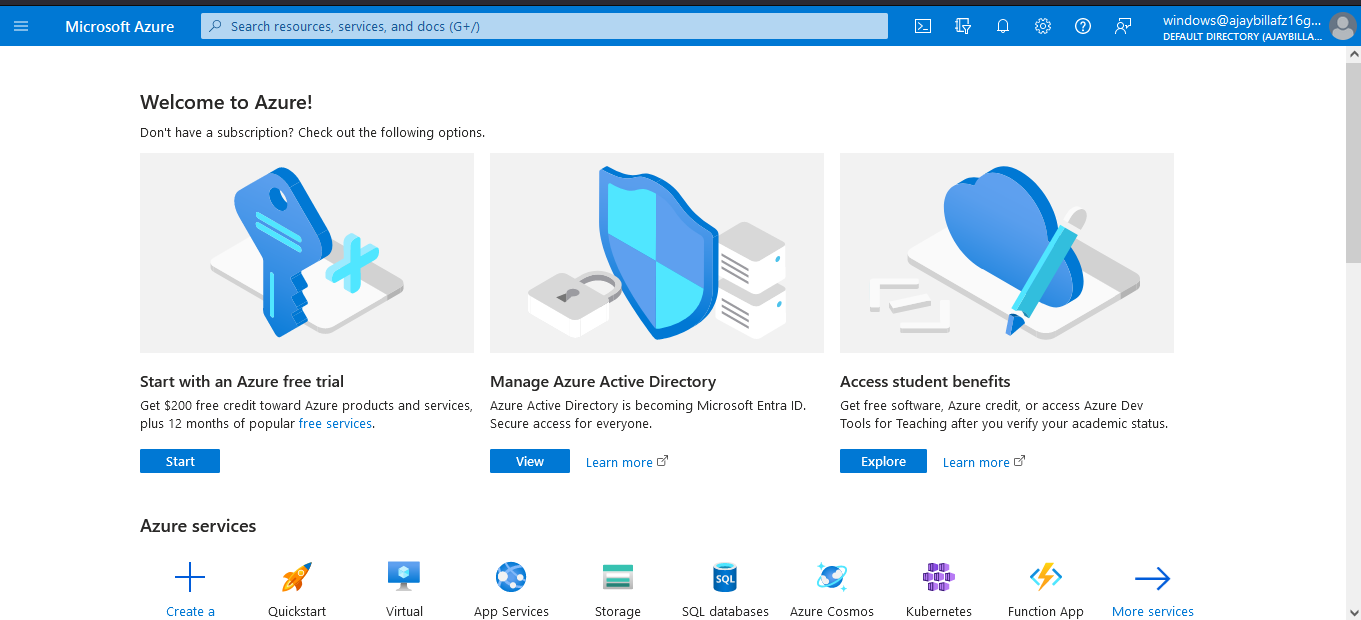 Microsoft Azure
Search resources, services, and docs (G+/)
windows@ajaybillafz16g...
DEFAULT DIRECTORY (AJAYBILLA...
Welcome to Azure!
Don't have a subscription? Check out the following options.
Start with an Azure free trial
Get $200 free credit toward Azure products and services,
plus 12 months of popular free services.
Start
Manage Azure Active Directory
Azure Active Directory is becoming Microsoft Entra ID.
Secure access for everyone.
View
Learn more
Access student benefits
Get free software, Azure credit, or access Azure Dev
Tools for Teaching after you verify your academic status.
Explore
Learn more
Azure services
SQL
Create a
Quickstart
Virtual
App Services
Storage
SQL databases
Azure Cosmos
Kubernetes
Function App
More services